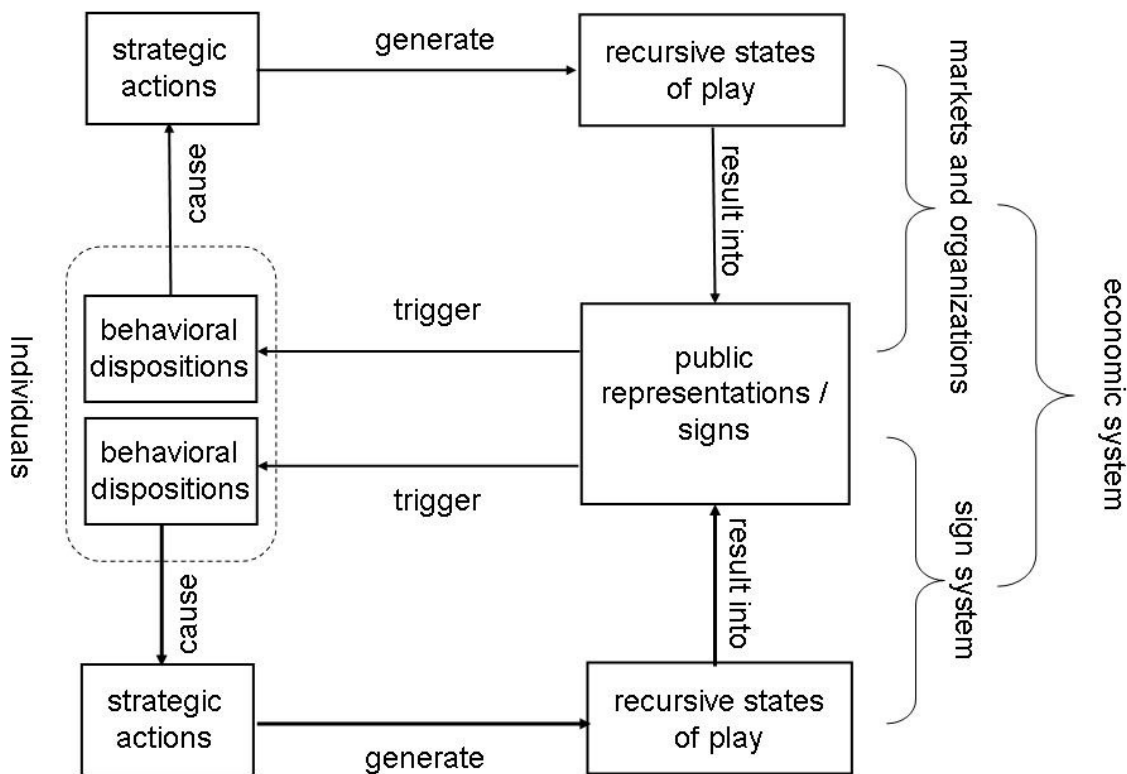 strategic
actions
generate
recursive states
of play
cause
result into
markets and organizations
Individuals
behavioral
dispositions
trigger
public
representations /
signs
economic system
behavioral
dispositions
trigger
cause
result into
sign system
strategic
actions
generate
recursive states
of play